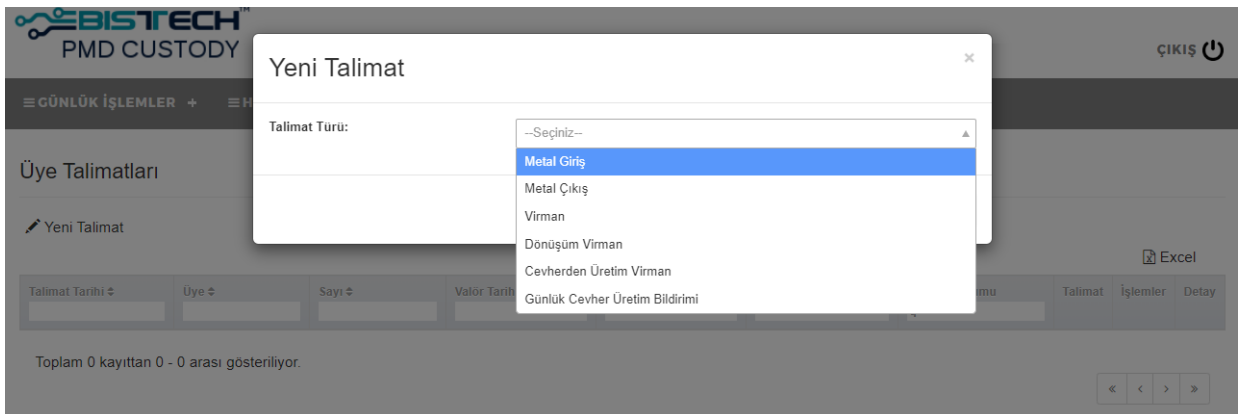 BISTECH™
PMD CUSTODY
ÇIKIŞ
GÜNLÜK İŞLEMLER +
H
Yeni Talimat
×
Talimat Türü:
--Seçiniz--
Metal Giriş
Metal Çıkış
Virman
Dönüşüm Virman
Cevherden Üretim Virman
Günlük Cevher Üretim Bildirimi
Üye Talimatları
Yeni Talimat
Excel
Talimat Tarihi Üye Sayı Valör Tarih umu Talimat İşlemler Detay
Toplam 0 kayıttan 0 - 0 arası gösteriliyor.
« ‹ › »